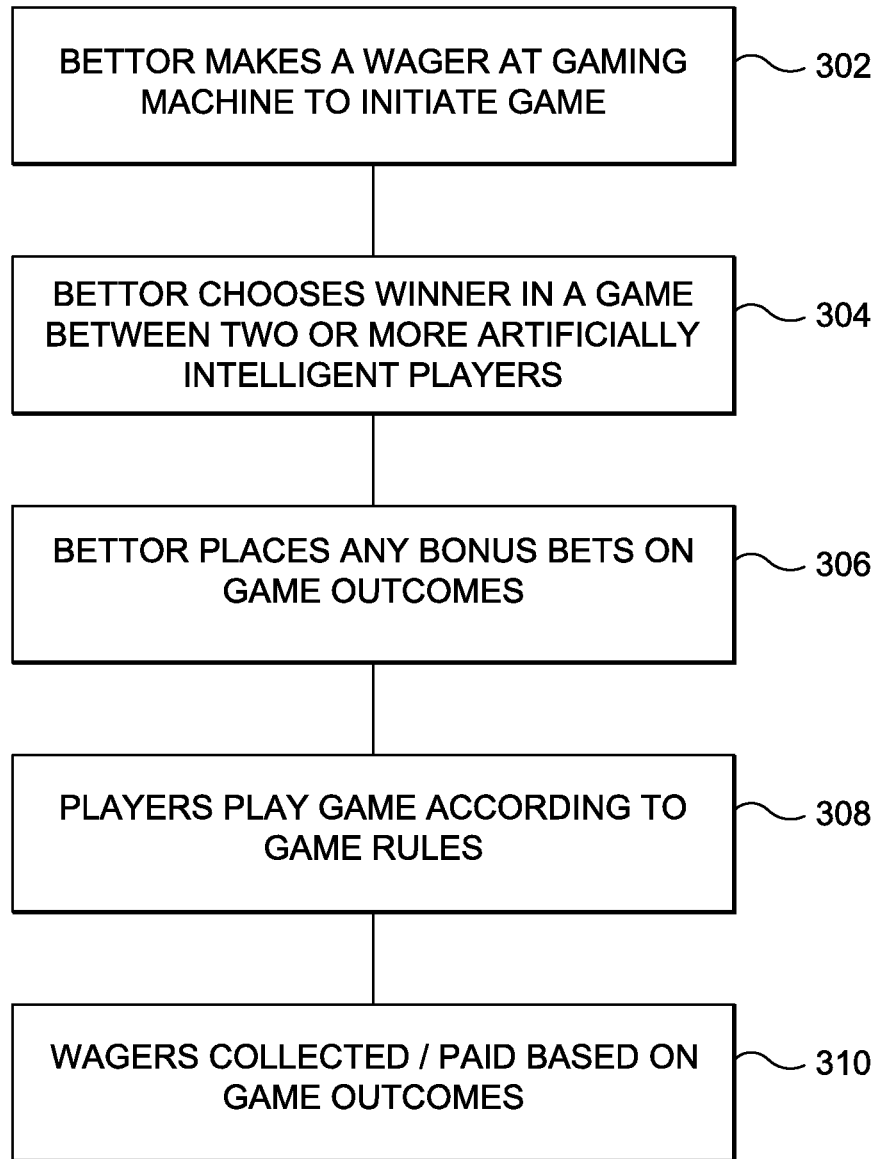 BETTOR MAKES A WAGER AT GAMING
MACHINE TO INITIATE GAME
302
BETTOR CHOOSES WINNER IN A GAME
BETWEEN TWO OR MORE ARTIFICIALLY
INTELLIGENT PLAYERS
304
BETTOR PLACES ANY BONUS BETS ON
GAME OUTCOMES
306
PLAYERS PLAY GAME ACCORDING TO
GAME RULES
308
WAGERS COLLECTED / PAID BASED ON
GAME OUTCOMES
310